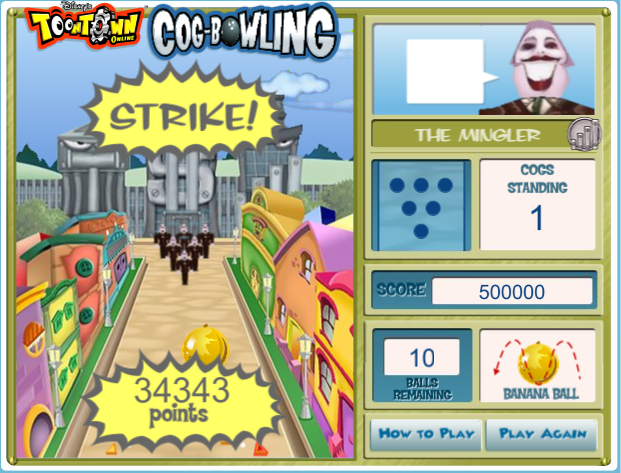 Disney's
TOONTOWN
ONLINE
COG-BOWLING
STRIKE!
34343
points
THE MINGLER
COGS
STANDING
1
SCORE 500000
10
BALLS
REMAINING
BANANA BALL
HOW TO PLAY
PLAY AGAIN